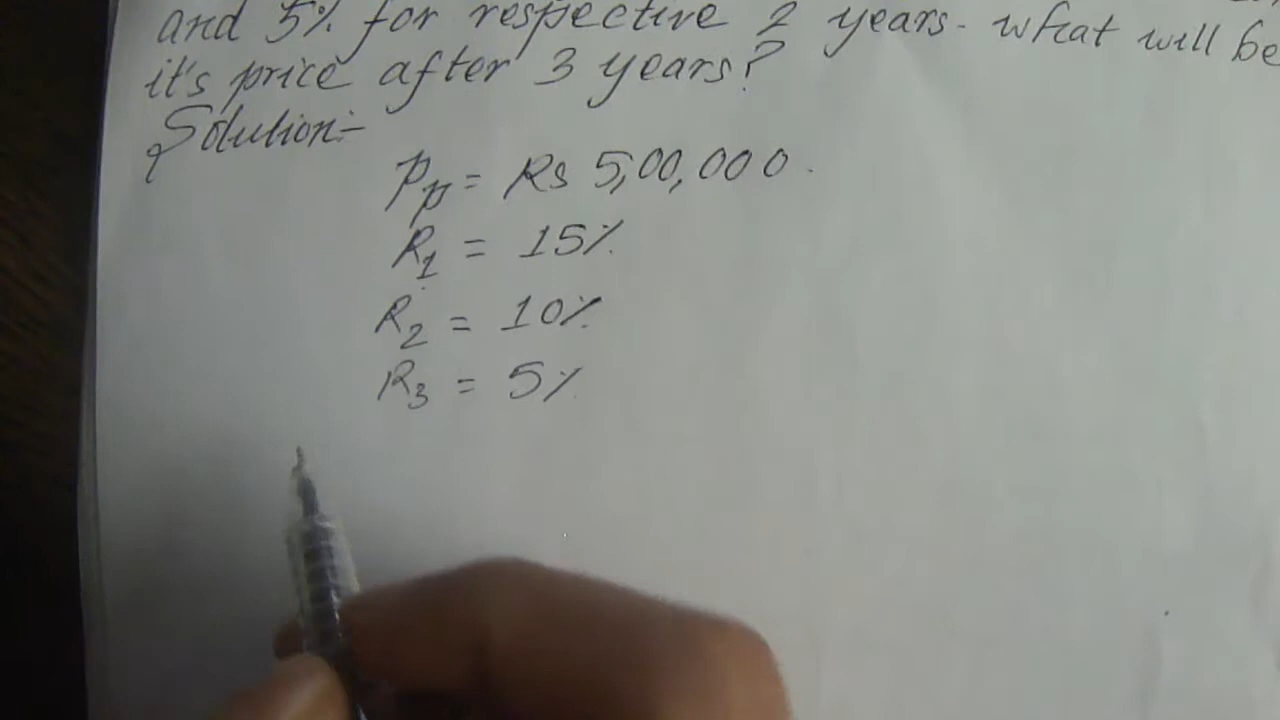 and 5% for respective 2 years. what will be
it's price after 3 years?
Solution:-
Pp = Rs 5,00,000.
R1 = 15%
R2 = 10%
R3 = 5%